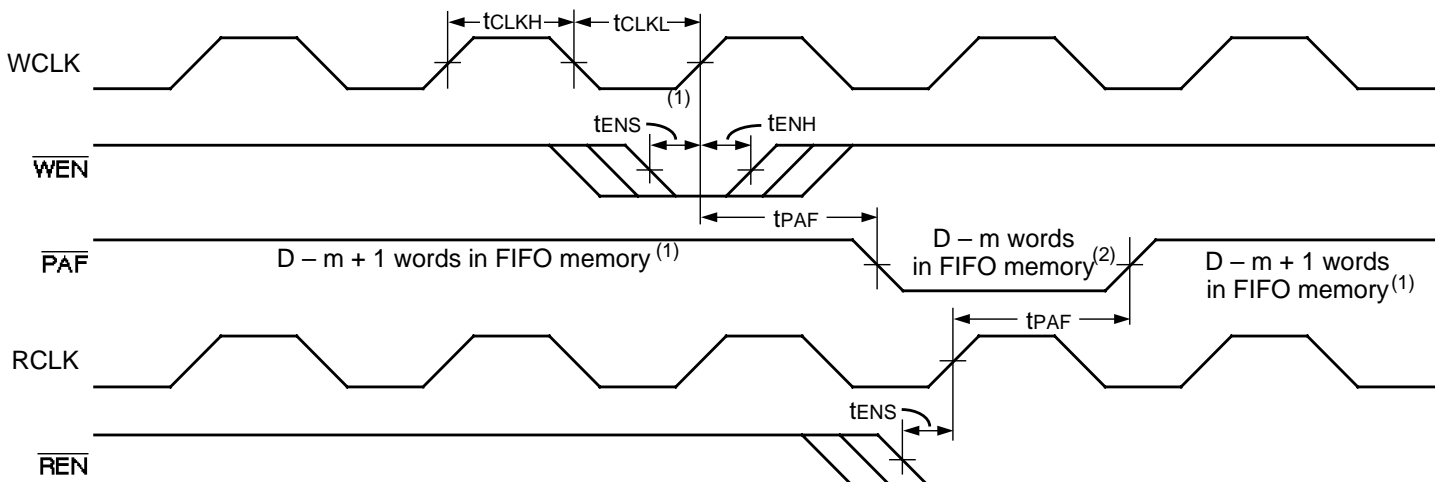 tCLKH
tCLKL
WCLK
(1)
tENS
tENH
WEN
tPAF
PAF
D – m + 1 words in FIFO memory (1)
D – m words
in FIFO memory(2)
D – m + 1 words
in FIFO memory(1)
tPAF
RCLK
tENS
REN